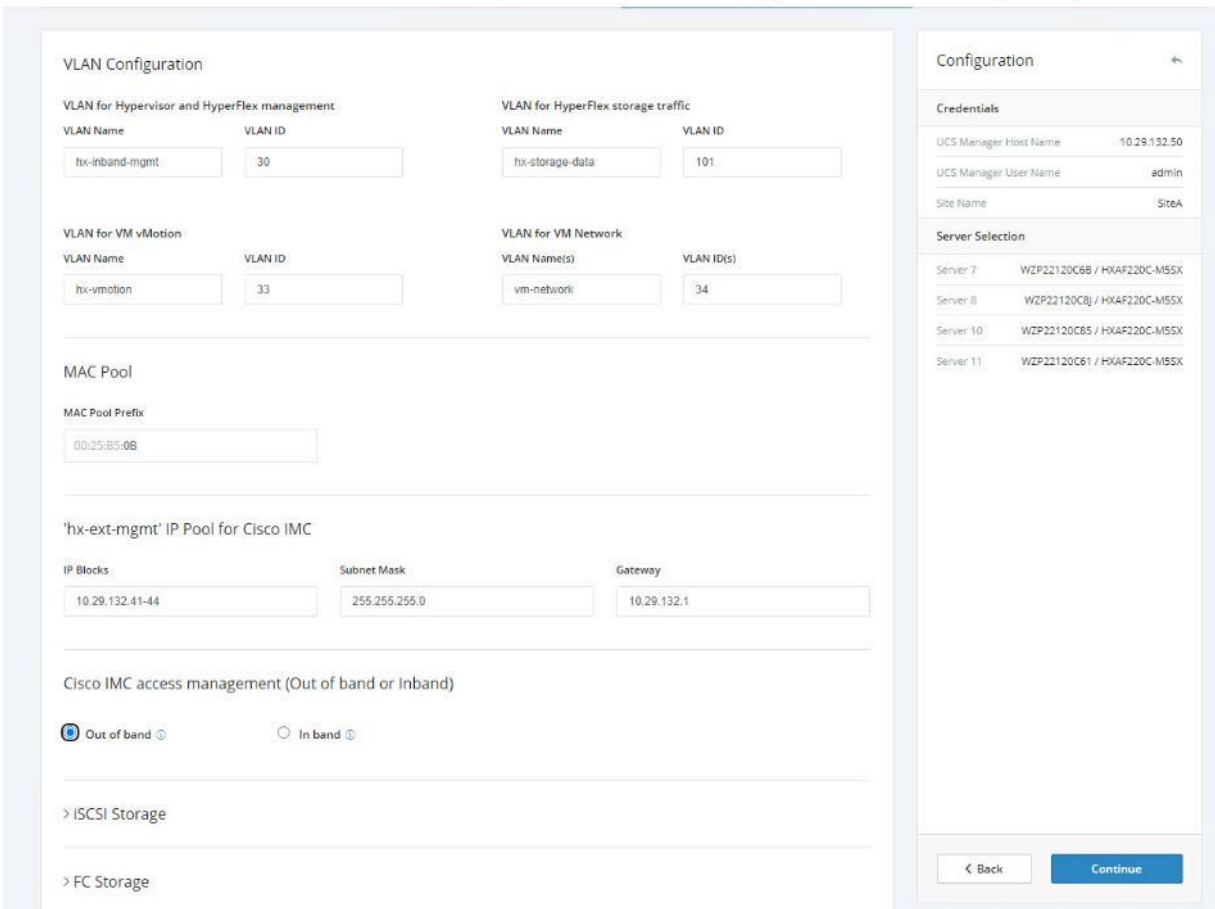 VLAN Configuration
VLAN for Hypervisor and HyperFlex management
VLAN for HyperFlex storage traffic
VLAN Name VLAN ID VLAN Name VLAN ID
hx-inband-mgmt 30 hx-storage-data 101
VLAN for VM vMotion VLAN for VM Network
VLAN Name VLAN ID VLAN Name(s) VLAN ID(s)
hx-vmotion 33 vm-network 34
MAC Pool
MAC Pool Prefix
00:25:B5:0B
'hx-ext-mgmt' IP Pool for Cisco IMC
IP Blocks Subnet Mask Gateway
10.29.132.41-44 255.255.255.0 10.29.132.1
Cisco IMC access management (Out of band or Inband)
Out of band In band
> iSCSI Storage
> FC Storage
Configuration
Credentials
UCS Manager Host Name 10.29.132.50
UCS Manager User Name admin
Site Name SiteA
Server Selection
Server 7 WZP22120C6B / HXAF220C-M5SX
Server 8 WZP22120C8J / HXAF220C-M5SX
Server 10 WZP22120CB5 / HXAF220C-M5SX
Server 11 WZP22120C61 / HXAF220C-M5SX
< Back Continue